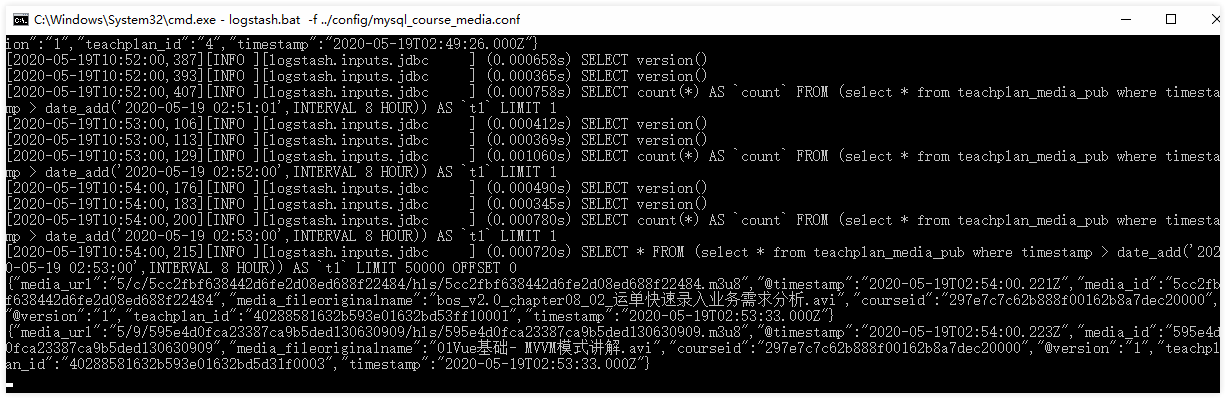 C:\Windows\System32\cmd.exe - logstash.bat -f ../config/mysql_course_media.conf
ion":"1","teachplan_id":"4","timestamp":"2020-05-19T02:49:26.000Z"}
[2020-05-19T10:52:00,387][INFO ][logstash.inputs.jdbc     ] (0.000658s) SELECT version()
[2020-05-19T10:52:00,393][INFO ][logstash.inputs.jdbc     ] (0.000365s) SELECT version()
[2020-05-19T10:52:00,407][INFO ][logstash.inputs.jdbc     ] (0.000758s) SELECT count(*) AS `count` FROM (select * from teachplan_media_pub where timesta
mp > date_add('2020-05-19 02:51:01',INTERVAL 8 HOUR)) AS `t1` LIMIT 1
[2020-05-19T10:53:00,106][INFO ][logstash.inputs.jdbc     ] (0.000412s) SELECT version()
[2020-05-19T10:53:00,113][INFO ][logstash.inputs.jdbc     ] (0.000369s) SELECT version()
[2020-05-19T10:53:00,129][INFO ][logstash.inputs.jdbc     ] (0.001060s) SELECT count(*) AS `count` FROM (select * from teachplan_media_pub where timesta
mp > date_add('2020-05-19 02:52:00',INTERVAL 8 HOUR)) AS `t1` LIMIT 1
[2020-05-19T10:54:00,176][INFO ][logstash.inputs.jdbc     ] (0.000490s) SELECT version()
[2020-05-19T10:54:00,183][INFO ][logstash.inputs.jdbc     ] (0.000345s) SELECT version()
[2020-05-19T10:54:00,200][INFO ][logstash.inputs.jdbc     ] (0.000780s) SELECT count(*) AS `count` FROM (select * from teachplan_media_pub where timesta
mp > date_add('2020-05-19 02:53:00',INTERVAL 8 HOUR)) AS `t1` LIMIT 1
[2020-05-19T10:54:00,215][INFO ][logstash.inputs.jdbc     ] (0.000720s) SELECT * FROM (select * from teachplan_media_pub where timestamp > date_add('202
0-05-19 02:53:00',INTERVAL 8 HOUR)) AS `t1` LIMIT 50000 OFFSET 0
{"media_url":"5/c/5cc2fbf638442d6fe2d08ed688f22484/hls/5cc2fbf638442d6fe2d08ed688f22484.m3u8","@timestamp":"2020-05-19T02:54:00.221Z","media_id":"5cc2fb
f638442d6fe2d08ed688f22484","media_fileoriginalname":"bos_v2.0_chapter08_02_运单快速录入业务需求分析.avi","courseid":"297e7c7c62b888f00162b8a7dec20000",
"@version":"1","teachplan_id":"40288581632b593e01632bd53ff10001","timestamp":"2020-05-19T02:53:33.000Z"}
{"media_url":"5/9/595e4d0fca23387ca9b5ded130630909/hls/595e4d0fca23387ca9b5ded130630909.m3u8","@timestamp":"2020-05-19T02:54:00.223Z","media_id":"595e4d
0fca23387ca9b5ded130630909","media_fileoriginalname":"01Vue基础- MVVM模式讲解.avi","courseid":"297e7c7c62b888f00162b8a7dec20000","@version":"1","teachpl
an_id":"40288581632b593e01632bd5d31f0003","timestamp":"2020-05-19T02:53:33.000Z"}